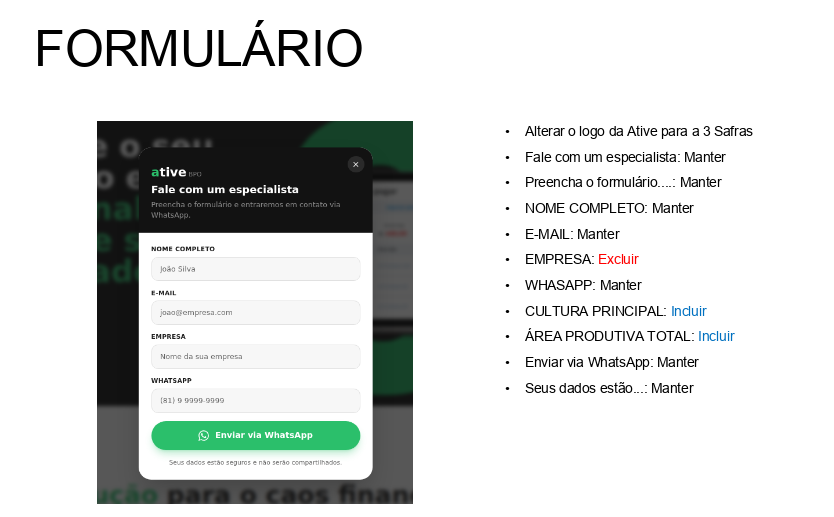 FORMULÁRIO
e o seu
ative BPO
Fale com um especialista
Preencha o formulário e entraremos em contato via
WhatsApp.
NOME COMPLETO
João Silva
E-MAIL
joao@empresa.com
EMPRESA
Nome da sua empresa
WHATSAPP
(81) 9 9999-9999
Enviar via WhatsApp
Seus dados estão seguros e não serão compartilhados.
ução para o caos finan
• Alterar o logo da Ative para a 3 Safras
• Fale com um especialista: Manter
• Preencha o formulário....: Manter
• NOME COMPLETO: Manter
• E-MAIL: Manter
• EMPRESA: Excluir
• WHASAPP: Manter
• CULTURA PRINCIPAL: Incluir
• ÁREA PRODUTIVA TOTAL: Incluir
• Enviar via WhatsApp: Manter
• Seus dados estão...: Manter